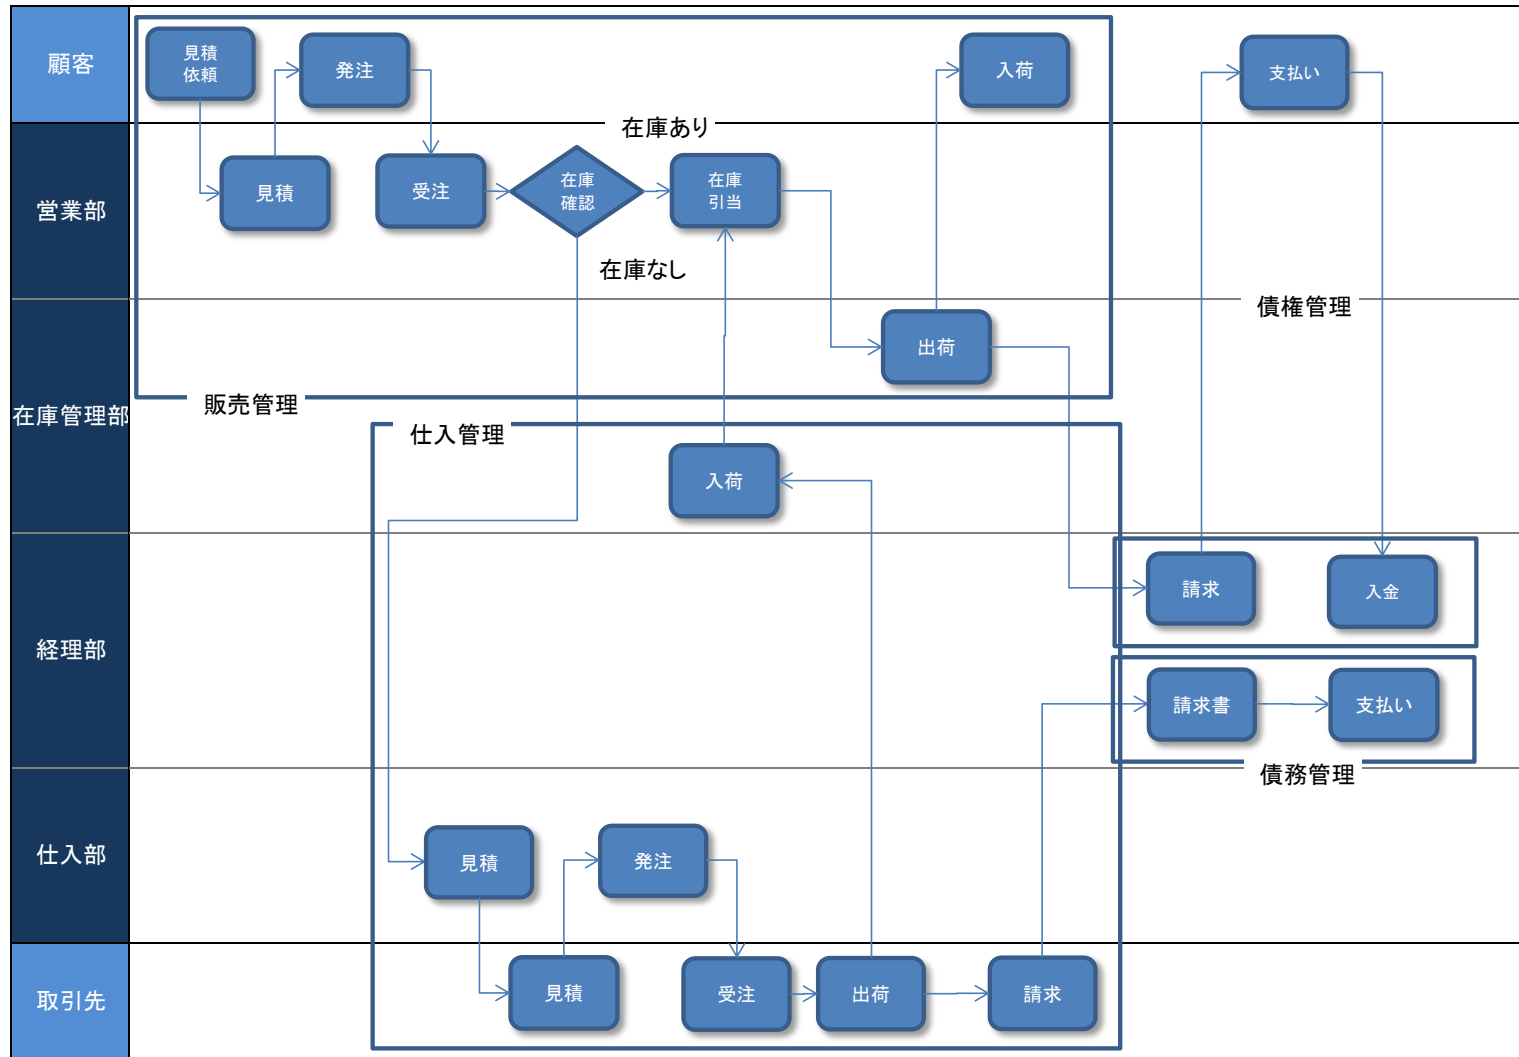 顧客
見積
依頼
発注
入荷
支払い
在庫あり
営業部
見積
受注
在庫
確認
在庫
引当
在庫なし
債権管理
出荷
販売管理
在庫管理部
仕入管理
入荷
経理部
請求
入金
請求書
支払い
債務管理
仕入部
見積
発注
取引先
見積
受注
出荷
請求